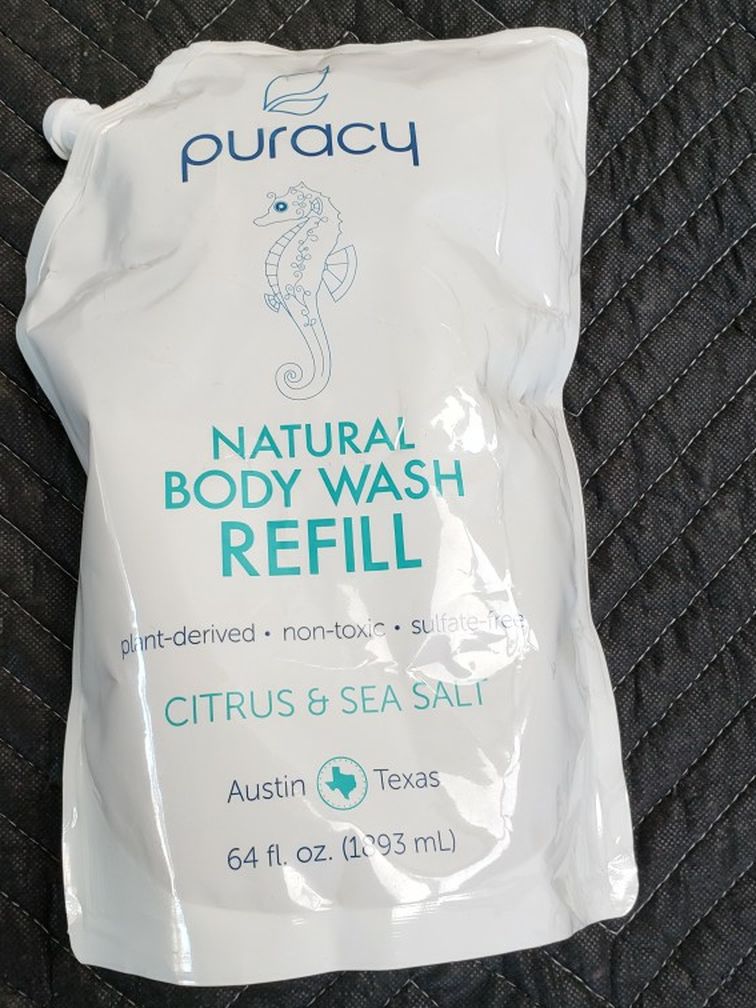 puracy
NATURAL
BODY WASH
REFILL
plant-derived • non-toxic • sulfate-free
CITRUS & SEA SALT
Austin Texas
64 fl. oz. (1893 mL)